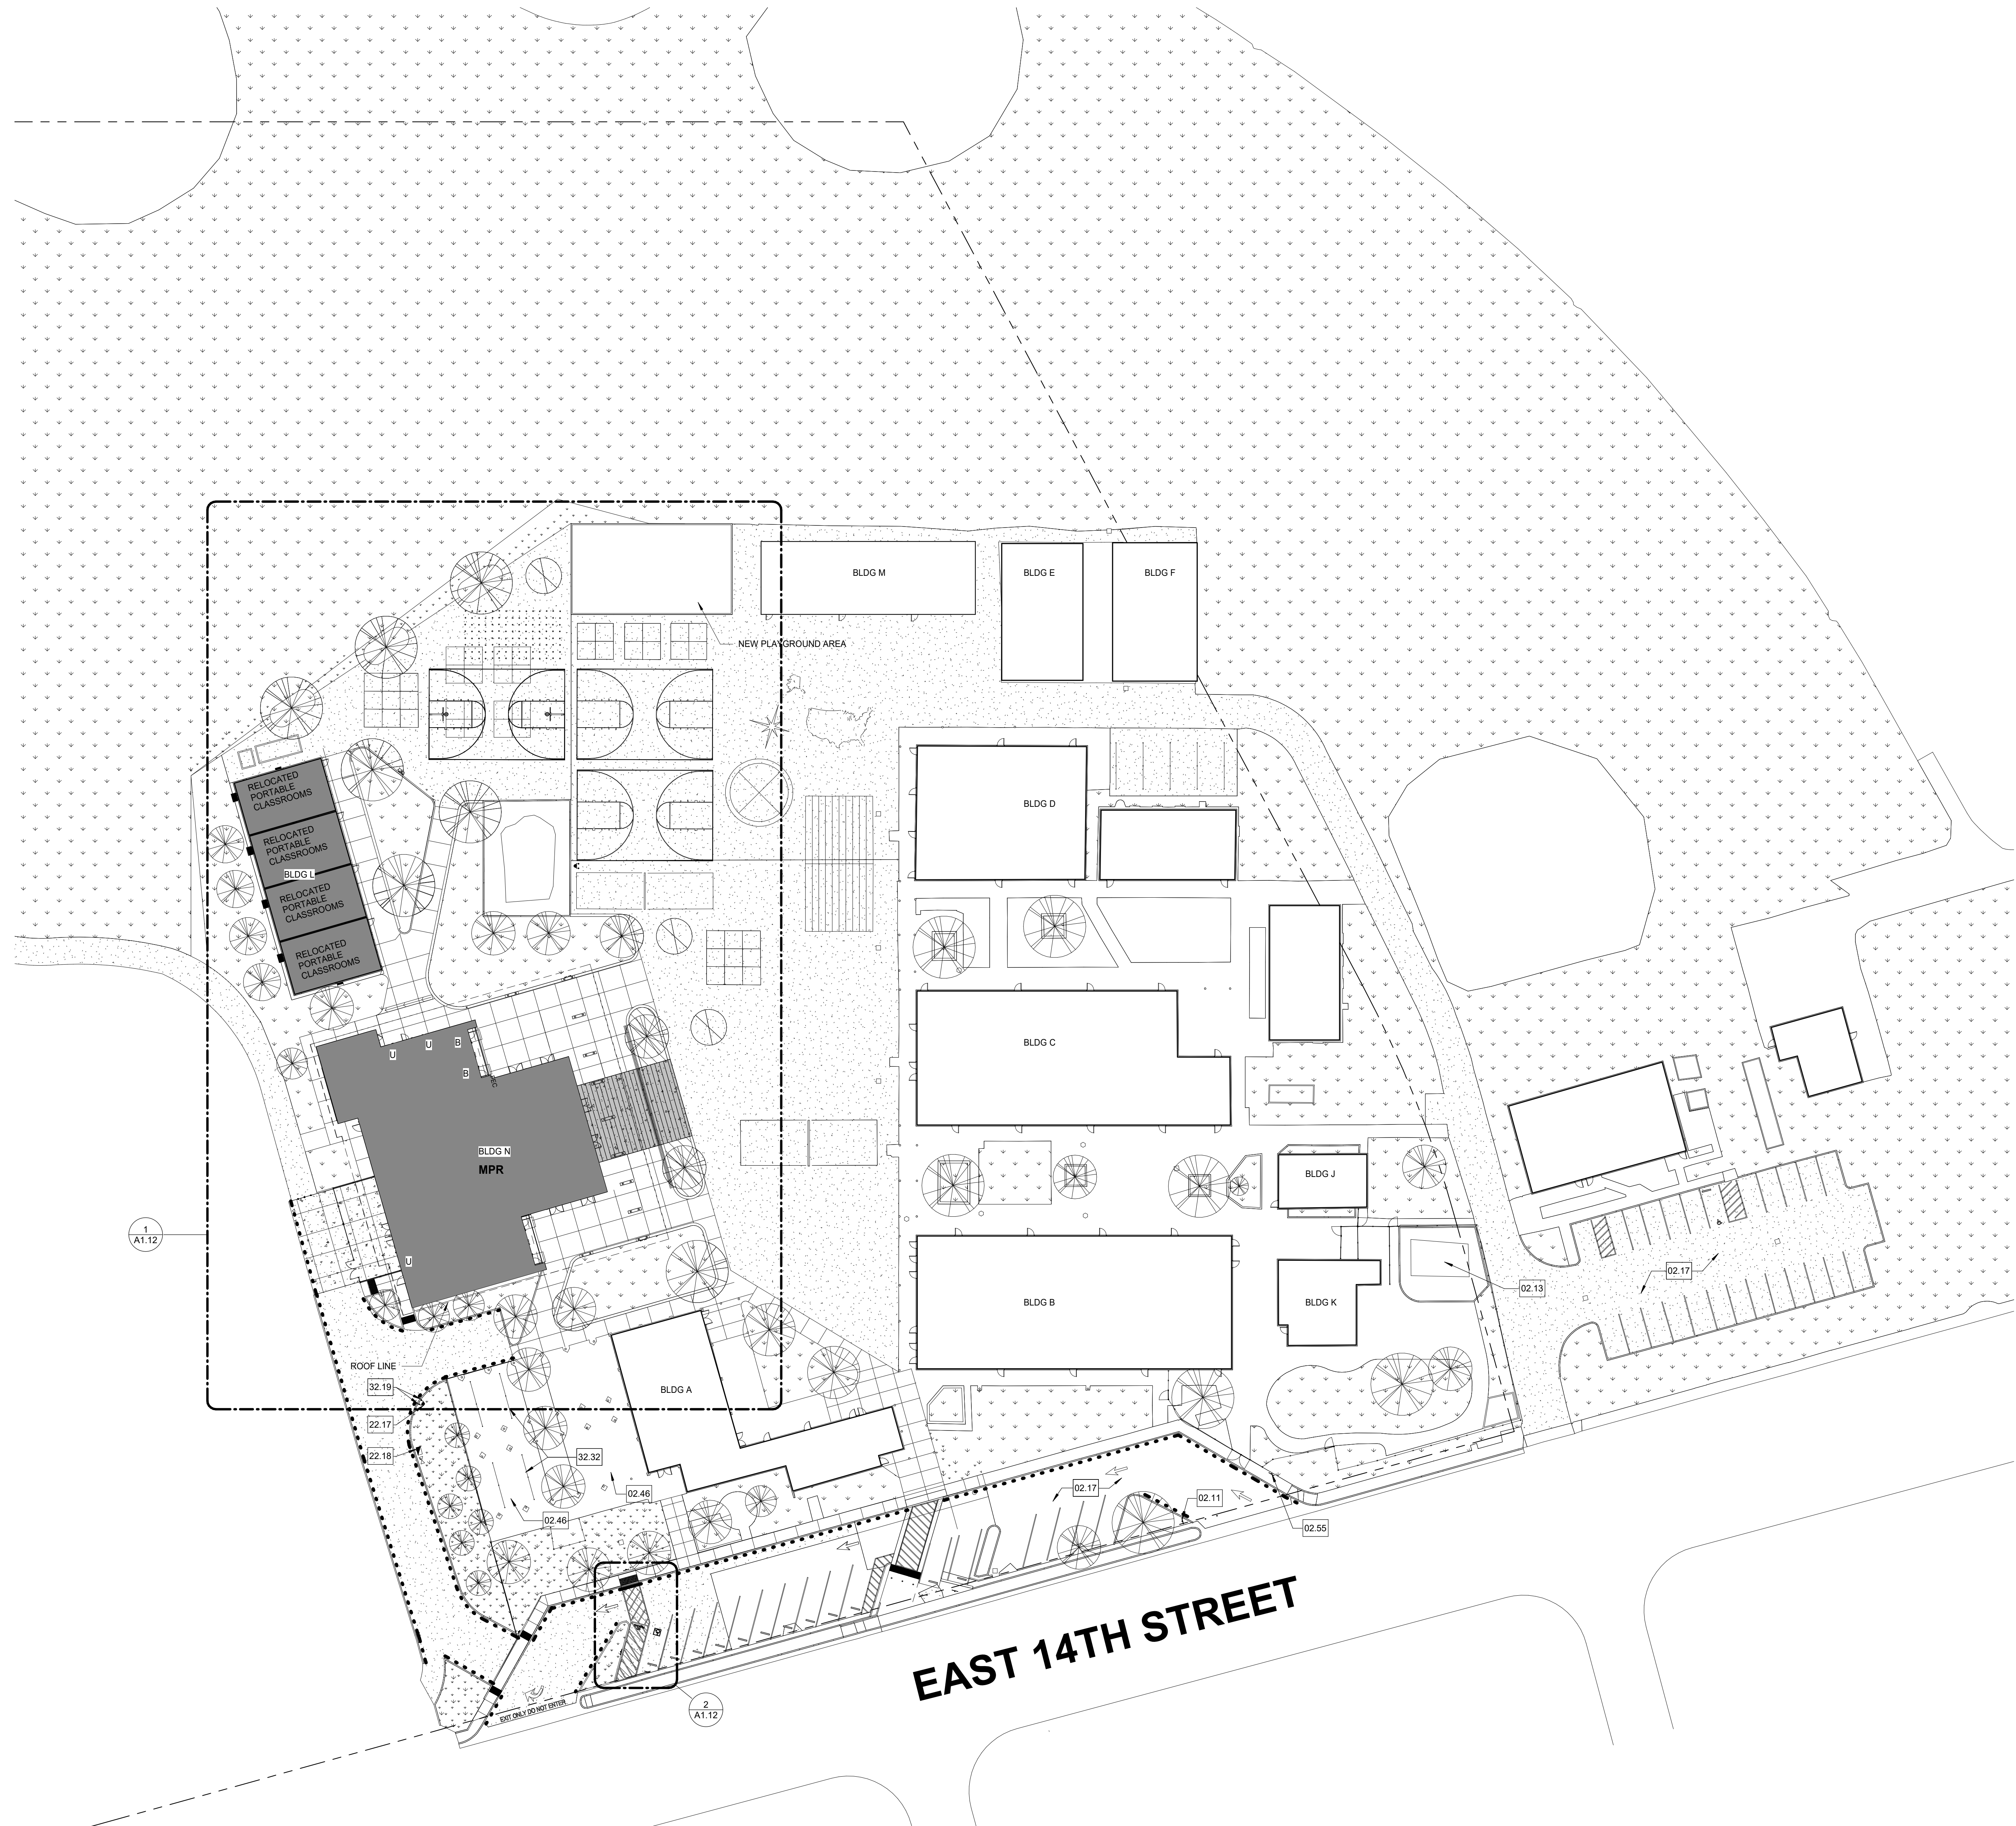 BLDG M
BLDG E
BLDG F
NEW PLAYGROUND AREA
RELOCATED
PORTABLE
CLASSROOMS
RELOCATED
PORTABLE
CLASSROOMS
BLDG L
RELOCATED
PORTABLE
CLASSROOMS
RELOCATED
PORTABLE
CLASSROOMS
BLDG D
BLDG C
U
U
B
B
BLDG N
MPR
U
BLDG J
1
A1.12
BLDG B
BLDG K
02.13
02.17
ROOF LINE
32.19
22.17
22.18
BLDG A
32.32
02.46
02.46
02.17
02.11
02.55
EAST 14TH STREET
EXIT ONLY DO NOT ENTER
2
A1.12